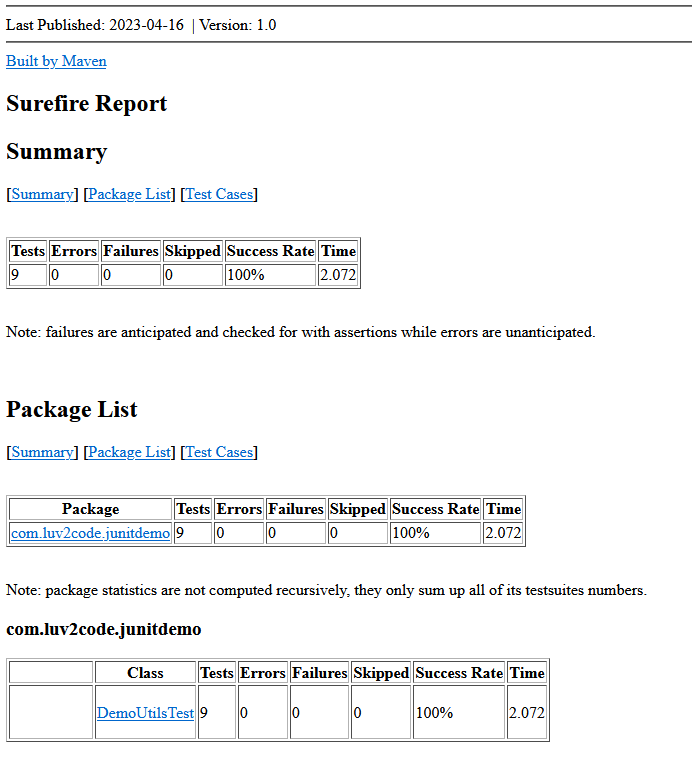 Last Published: 2023-04-16 | Version: 1.0
Built by Maven
Surefire Report
Summary
[Summary] [Package List] [Test Cases]
Tests Errors Failures Skipped Success Rate Time
9 0 0 0 100% 2.072
Note: failures are anticipated and checked for with assertions while errors are unanticipated.
Package List
[Summary] [Package List] [Test Cases]
Package Tests Errors Failures Skipped Success Rate Time
com.luv2code.junitdemo 9 0 0 0 100% 2.072
Note: package statistics are not computed recursively, they only sum up all of its testsuites numbers.
com.luv2code.junitdemo
Class Tests Errors Failures Skipped Success Rate Time
DemoUtilsTest 9 0 0 0 100% 2.072